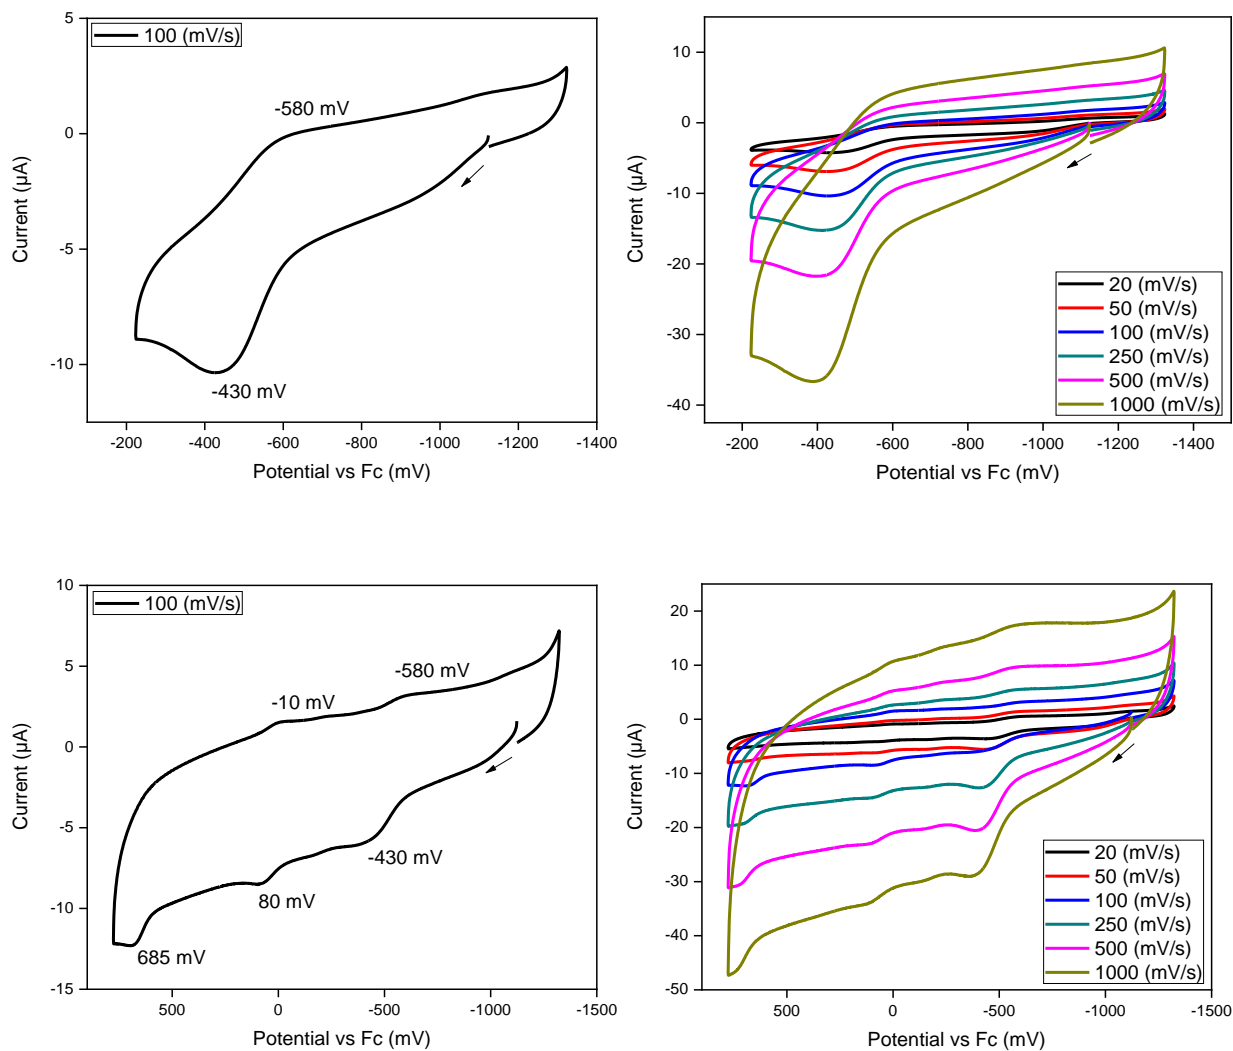 100 (mV/s)
-580 mV
-430 mV
5
0
-5
-10
-200 -400 -600 -800 -1000 -1200 -1400
Current (µA)
Potential vs Fc (mV)
10
0
-10
-20
-30
-40
20 (mV/s)
50 (mV/s)
100 (mV/s)
250 (mV/s)
500 (mV/s)
1000 (mV/s)
-200 -400 -600 -800 -1000 -1200 -1400
Current (µA)
Potential vs Fc (mV)
100 (mV/s)
-580 mV
-10 mV
-430 mV
80 mV
685 mV
10
5
0
-5
-10
-15
500 0 -500 -1000 -1500
Current (µA)
Potential vs Fc (mV)
20
10
0
-10
-20
-30
-40
-50
20 (mV/s)
50 (mV/s)
100 (mV/s)
250 (mV/s)
500 (mV/s)
1000 (mV/s)
500 0 -500 -1000 -1500
Current (µA)
Potential vs Fc (mV)